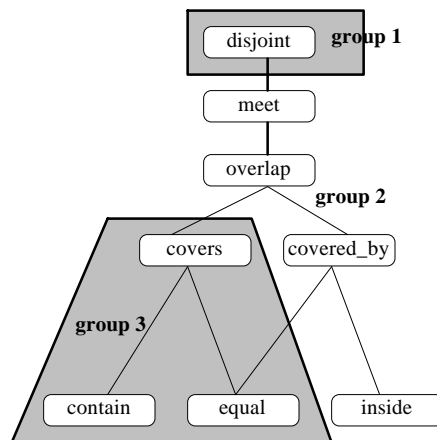 disjoint
group 1
meet
overlap
group 2
covers
covered_by
group 3
contain
equal
inside